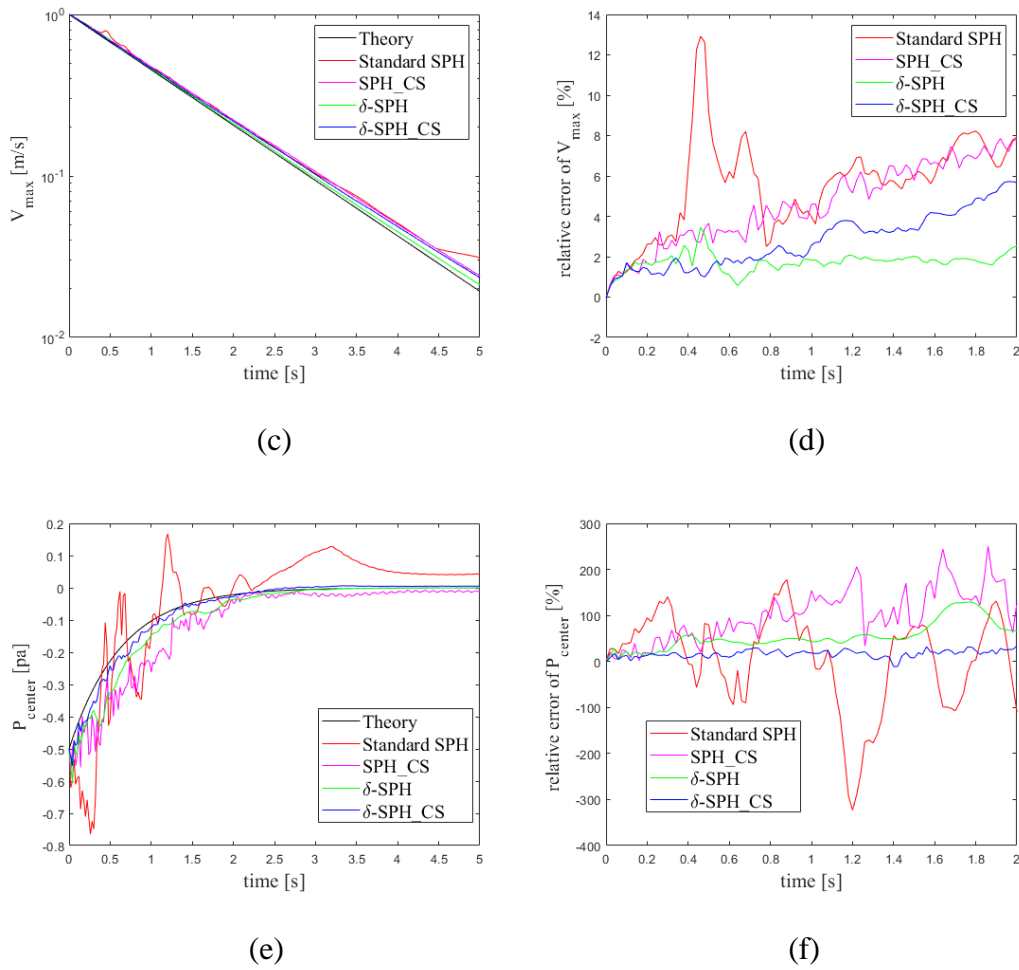 10^0
10^-1
10^-2
V_max [m/s]
0 0.5 1 1.5 2 2.5 3 3.5 4 4.5 5
time [s]
Theory
Standard SPH
SPH_CS
δ-SPH
δ-SPH_CS
(c)
14
12
10
8
6
4
2
0
-2
relative error of V_max [%]
0 0.2 0.4 0.6 0.8 1 1.2 1.4 1.6 1.8 2
time [s]
Standard SPH
SPH_CS
δ-SPH
δ-SPH_CS
(d)
0.2
0.1
0
-0.1
-0.2
-0.3
-0.4
-0.5
-0.6
-0.7
-0.8
P_center [pa]
0 0.5 1 1.5 2 2.5 3 3.5 4 4.5 5
time [s]
Theory
Standard SPH
SPH_CS
δ-SPH
δ-SPH_CS
(e)
300
200
100
0
-100
-200
-300
-400
relative error of P_center [%]
0 0.2 0.4 0.6 0.8 1 1.2 1.4 1.6 1.8 2
time [s]
Standard SPH
SPH_CS
δ-SPH
δ-SPH_CS
(f)